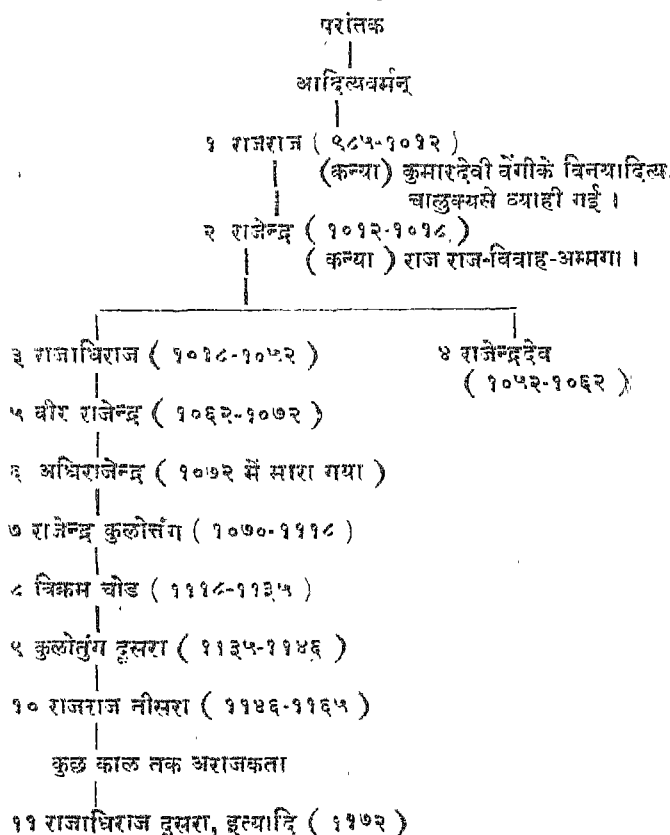 परांतक
आदित्यवर्मन्
१ राजराज ( ९८५-१०१२ )
(कन्या) कुमारदेवी वेंगीके विनयादित्य
चालुक्यसे व्याही गई ।
२ राजेन्द्र ( १०१२-१०१८ )
( कन्या ) राज राज-विवाह-अम्मगा ।
३ राजाधिराज ( १०१८-१०५२ ) ४ राजेन्द्रदेव
( १०५२-१०६२ )
५ वीर राजेन्द्र ( १०६२-१०७२ )
६ अधिराजेन्द्र ( १०७२ में मारा गया )
७ राजेन्द्र कुलोत्तंग ( १०७०-१११८ )
८ विक्रम चोड ( १११८-११३५ )
९ कुलोतुंग दूसरा ( ११३५-११४६ )
१० राजराज तीसरा ( ११४६-११६५ )
कुछ काल तक अराजकता
११ राजाधिराज दूसरा, इत्यादि ( ११७२ )